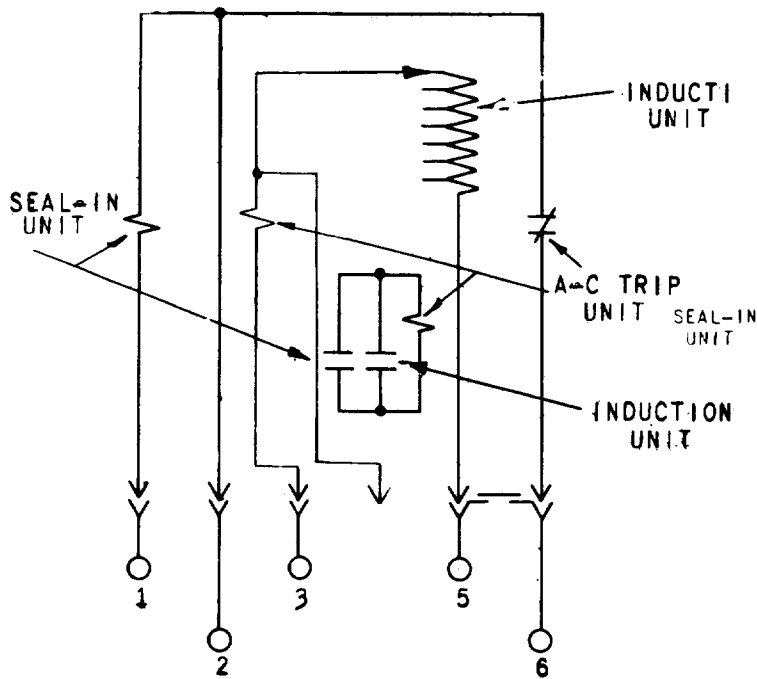 INDUCTI
UNIT
SEAL-IN
UNIT
A-C TRIP
UNIT
SEAL-IN
UNIT
INDUCTION
UNIT
1
3
5
2
6